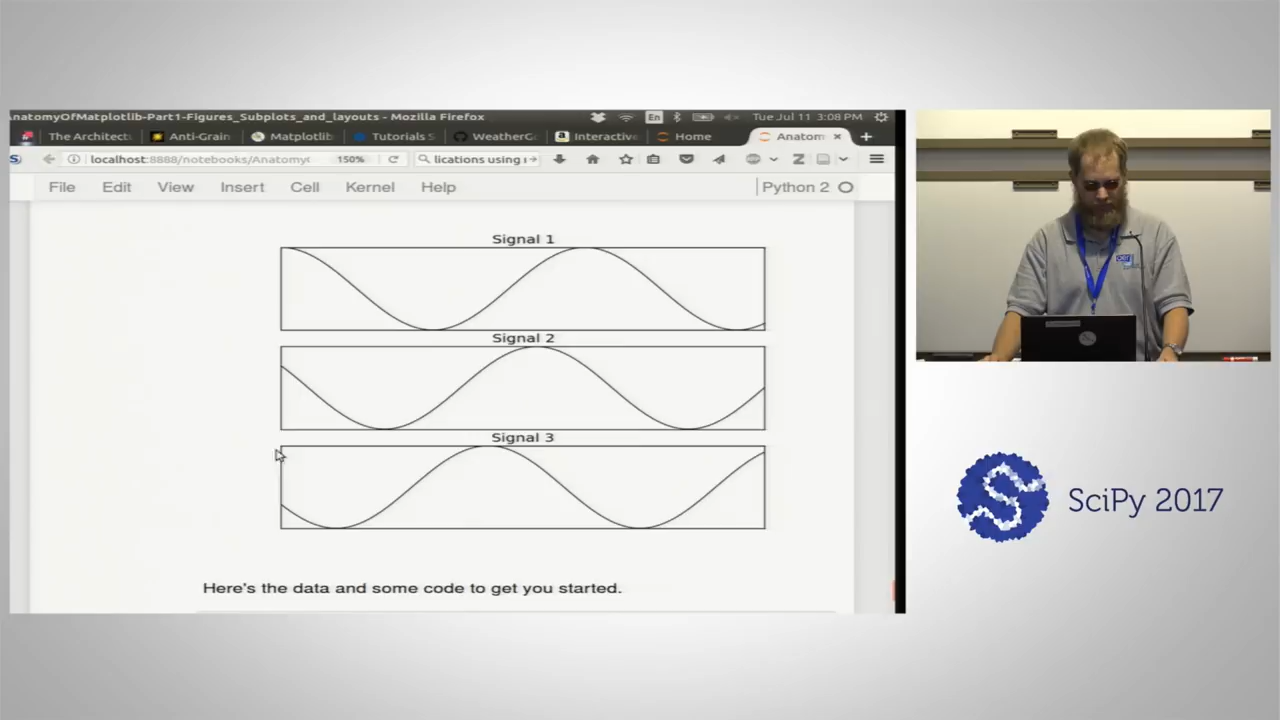 AnatomyOfMatplotlib-Part1-Figures_Subplots_and_layouts - Mozilla Firefox
En
Tue Jul 11 3:08 PM
The Architect
Anti-Grain
Matplotlib
Tutorials S
WeatherG
Interactive
Home
Anatom
localhost:8888/notebooks/Anatomy
150%
lications using
File Edit View Insert Cell Kernel Help
Python 2
Signal 1
Signal 2
Signal 3
Here's the data and some code to get you started.
SciPy 2017